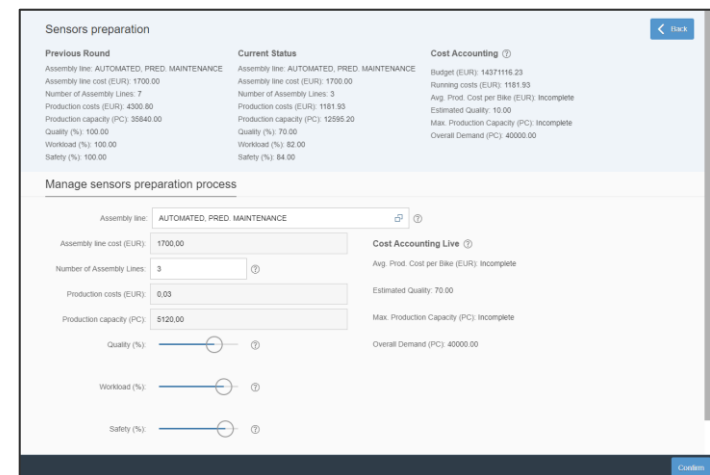 Sensors preparation
Back
Previous Round
Assembly line: AUTOMATED, PRED. MAINTENANCE
Assembly line cost (EUR): 1700.00
Number of Assembly Lines: 7
Production costs (EUR): 4300.80
Production capacity (PC): 35840.00
Quality (%): 100.00
Workload (%): 100.00
Safety (%): 100.00
Current Status
Assembly line: AUTOMATED, PRED. MAINTENANCE
Assembly line cost (EUR): 1700.00
Number of Assembly Lines: 3
Production costs (EUR): 1181.93
Production capacity (PC): 12595.20
Quality (%): 70.00
Workload (%): 82.00
Safety (%): 84.00
Cost Accounting
Budget (EUR): 14371116.23
Running costs (EUR): 1181.93
Avg. Prod. Cost per Bike (EUR): Incomplete
Estimated Quality: 10.00
Max. Production Capacity (PC): Incomplete
Overall Demand (PC): 40000.00
Manage sensors preparation process
Assembly line: AUTOMATED, PRED. MAINTENANCE
Assembly line cost (EUR): 1700,00
Number of Assembly Lines: 3
Production costs (EUR): 0,03
Production capacity (PC): 5120,00
Quality (%):
Workload (%):
Safety (%):
Cost Accounting Live
Avg. Prod. Cost per Bike (EUR): Incomplete
Estimated Quality: 70.00
Max. Production Capacity (PC): Incomplete
Overall Demand (PC): 40000.00
Confirm